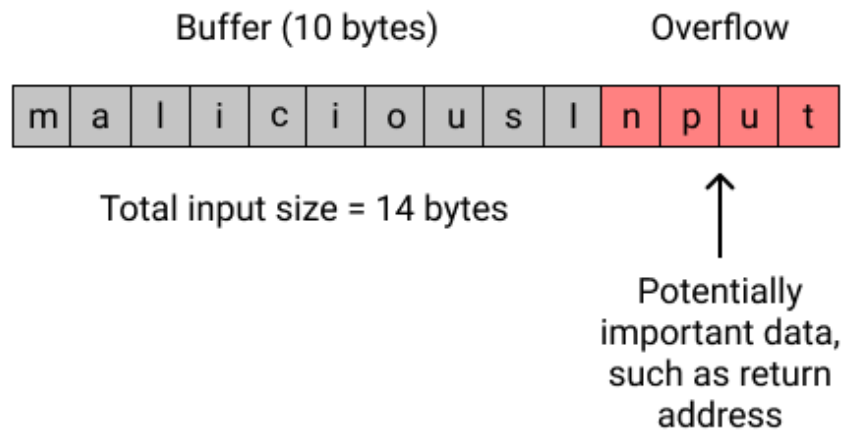 Buffer (10 bytes) Overflow
m a l i c i o u s I n p u t
Total input size = 14 bytes
Potentially
important data,
such as return
address